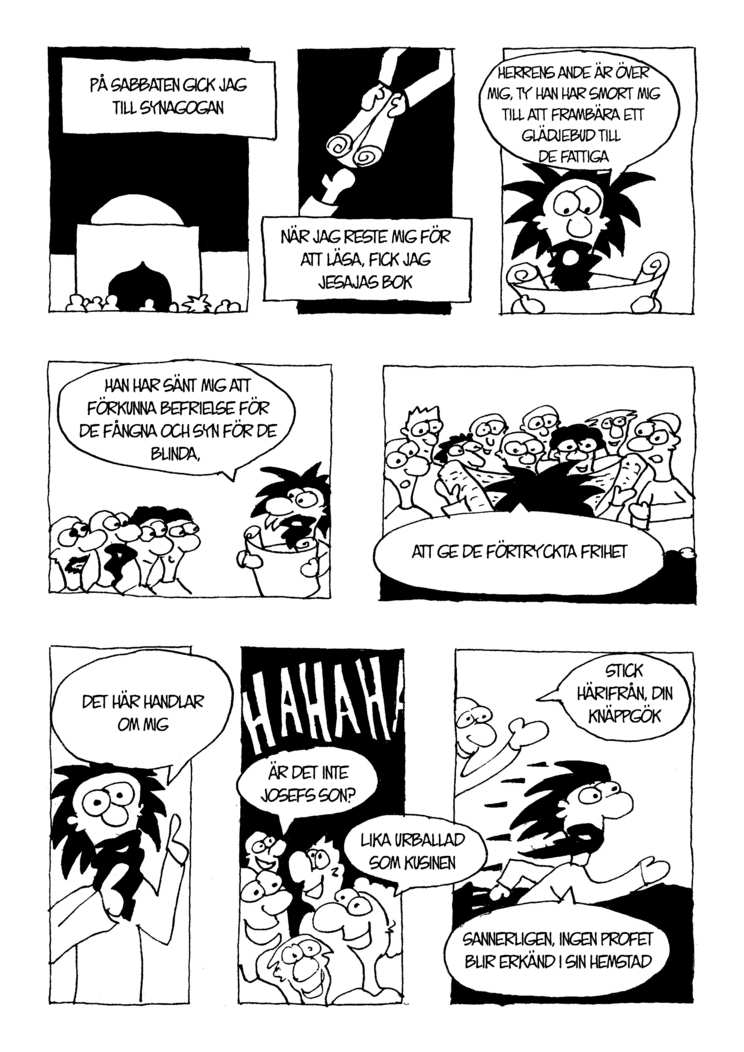 PÅ SABBATEN GICK JAG
TILL SYNAGOGAN
NÄR JAG RESTE MIG FÖR
ATT LÄSA, FICK JAG
JESAJAS BOK
HERRENS ANDE ÄR ÖVER
MIG, TY HAN HAR SMORT MIG
TILL ATT FRAMBÄRA ETT
GLÄDJEBUD TILL
DE FATTIGA
HAN HAR SÄNT MIG ATT
FÖRKUNNA BEFRIELSE FÖR
DE FÅNGNA OCH SYN FÖR DE
BLINDA,
ATT GE DE FÖRTRYCKTA FRIHET
DET HÄR HANDLAR
OM MIG
HAHAHA
ÄR DET INTE
JOSEFS SON?
LIKA URBALLAD
SOM KUSINEN
STICK
HÄRIFRÅN, DIN
KNÄPPGÖK
SANNERLIGEN, INGEN PROFET
BLIR ERKÄND I SIN HEMSTAD